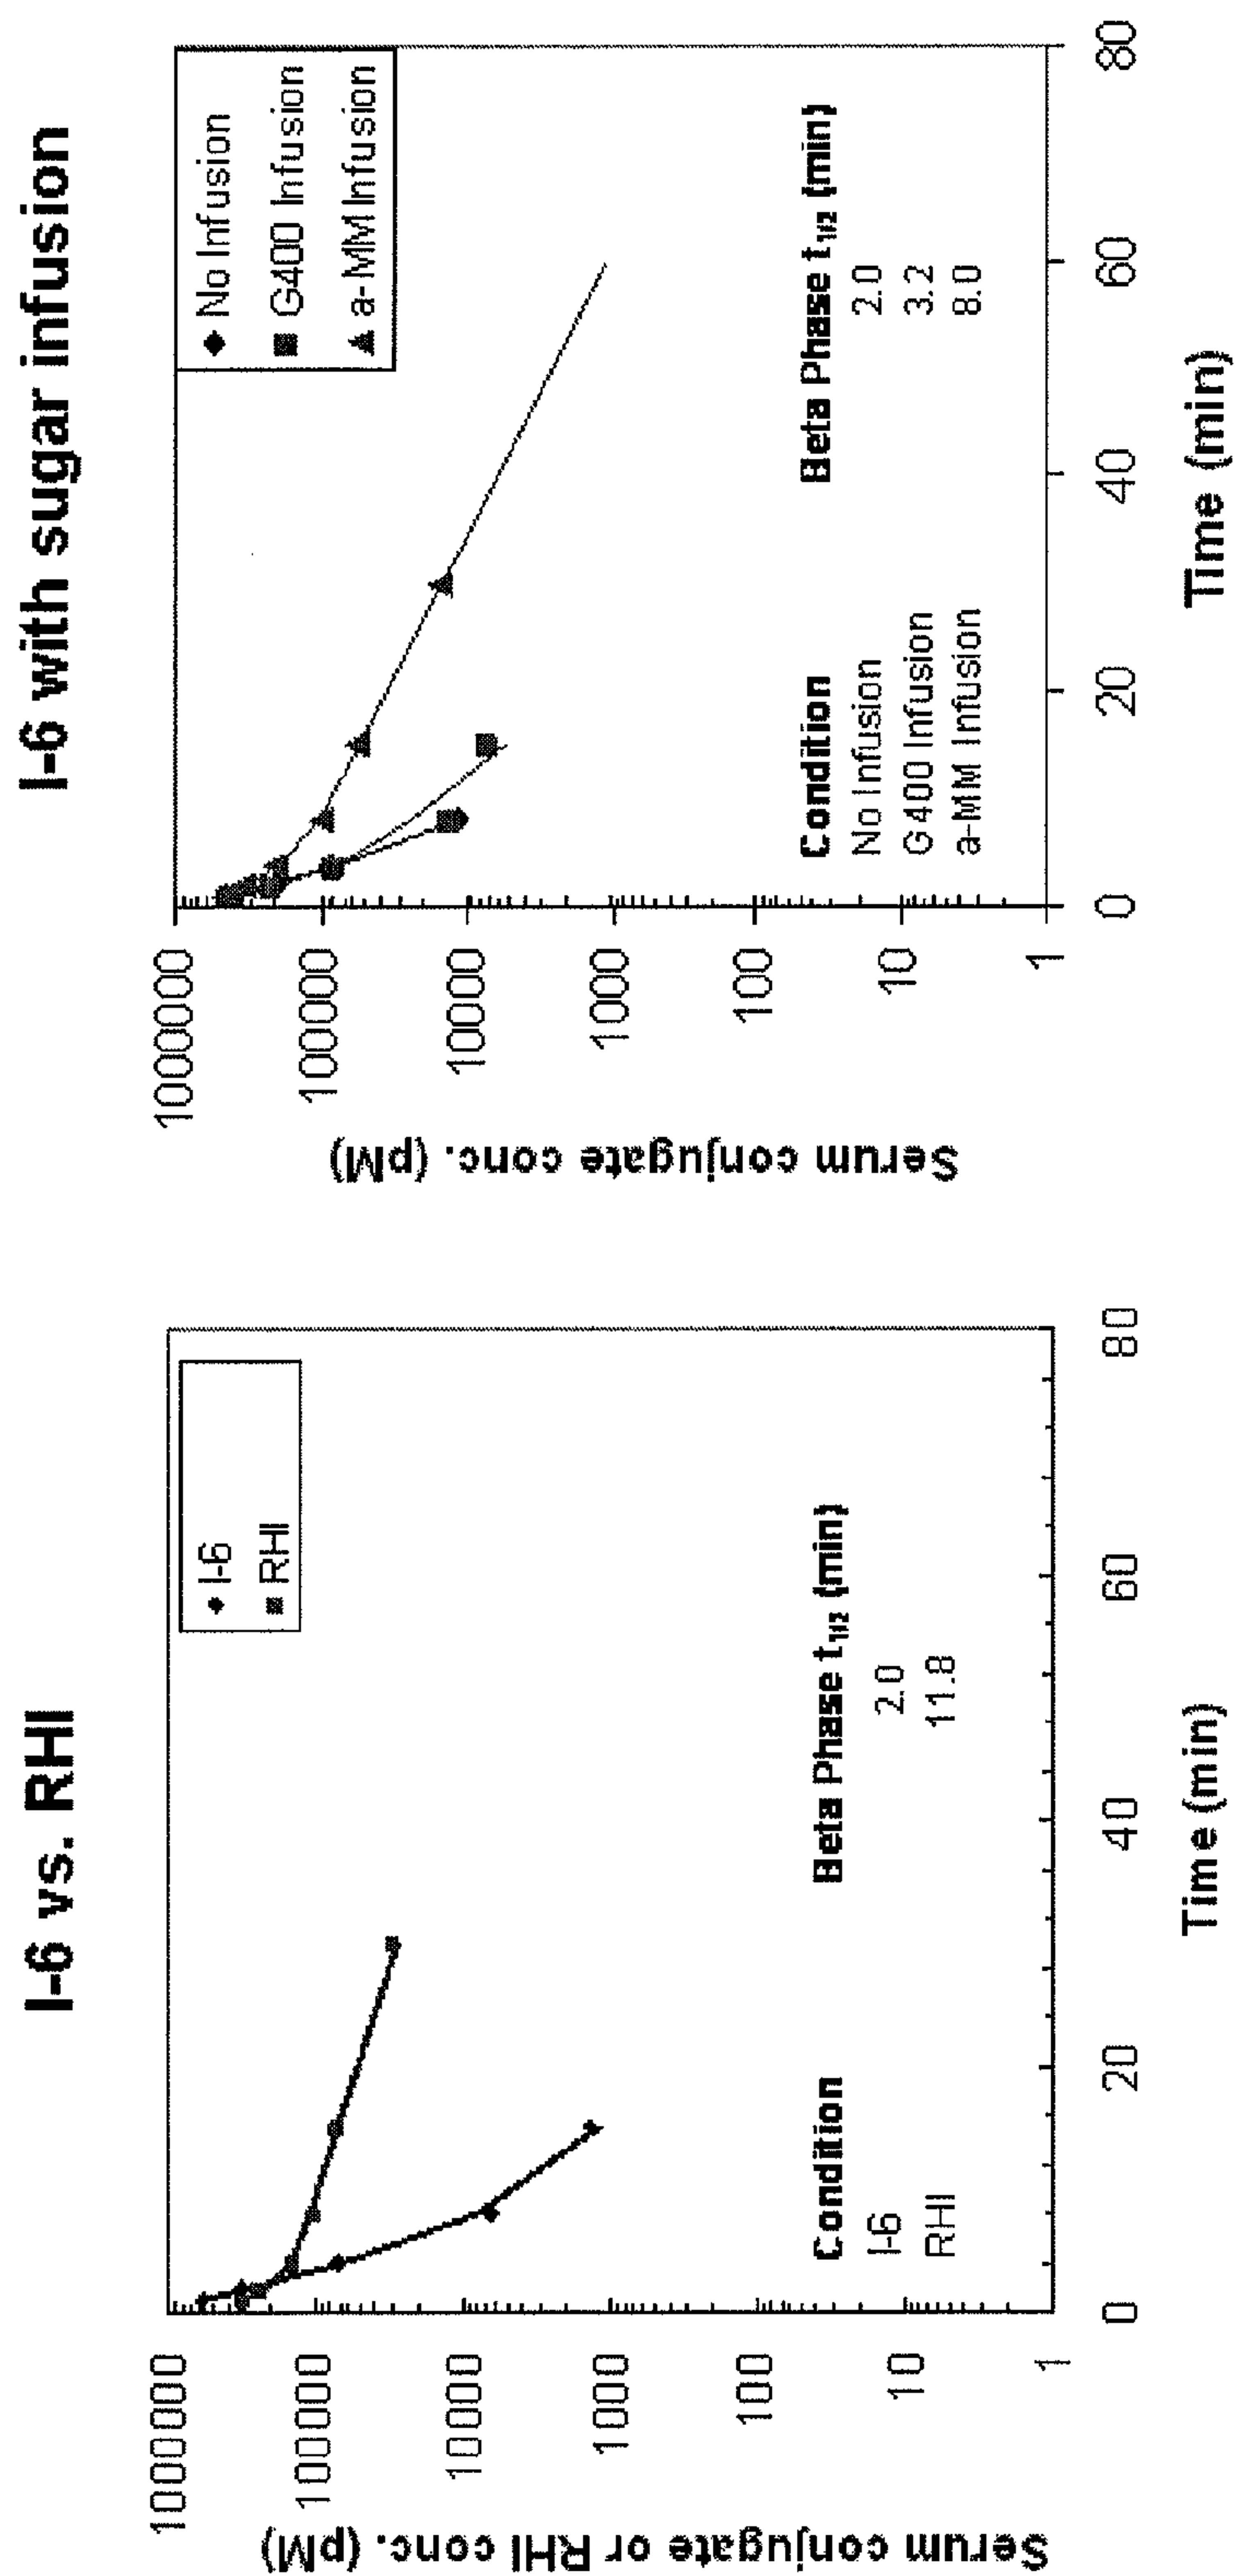 I-6 vs. RHI
Serum conjugate or RHI conc. (pM)
1000000
100000
10000
1000
100
10
1
I-6
RHI
Condition Beta Phase t1/2 (min)
I-6 2.0
RHI 11.8
0 20 40 60 80
Time (min)
I-6 with sugar infusion
Serum conjugate conc. (pM)
1000000
100000
10000
1000
100
10
1
No Infusion
G400 Infusion
a-MM Infusion
Condition Beta Phase t1/2 (min)
No Infusion 2.0
G400 Infusion 3.2
a-MM Infusion 8.0
0 20 40 60 80
Time (min)